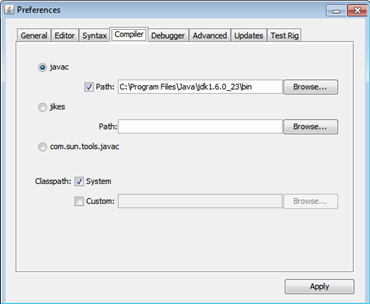 Preferences
General Editor Syntax Compiler Debugger Advanced Updates Test Rig
javac
Path: C:\Program Files\Java\jdk1.6.0_23\bin Browse...
jikes
Path: Browse...
com.sun.tools.javac
Classpath: System
Custom: Browse...
Apply